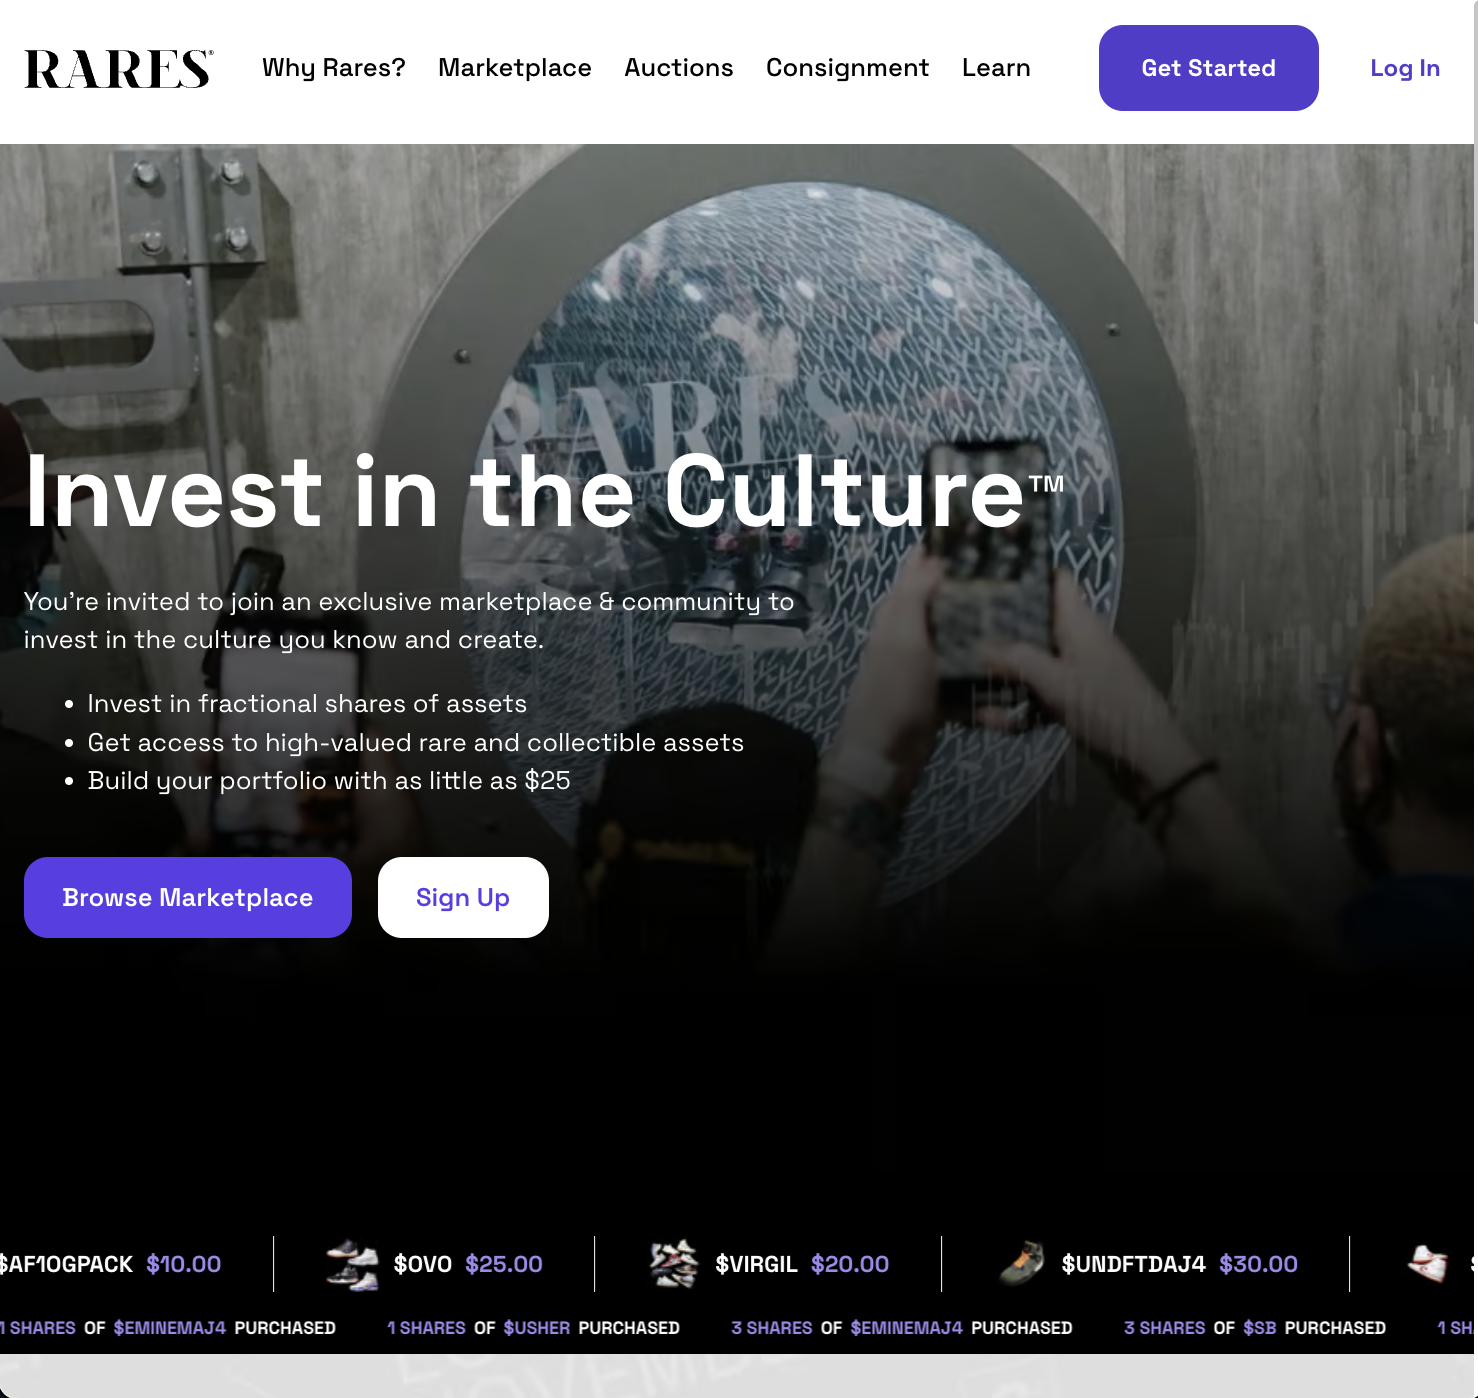 RARES®
Why Rares? Marketplace Auctions Consignment Learn Get Started Log In
RARES
Invest in the Culture™
You’re invited to join an exclusive marketplace & community to
invest in the culture you know and create.
• Invest in fractional shares of assets
• Get access to high-valued rare and collectible assets
• Build your portfolio with as little as $25
Browse Marketplace Sign Up
$AF1OGPACK $10.00 $OVO $25.00 $VIRGIL $20.00 $UNDFTDAJ4 $30.00
1 SHARES OF $EMINEMAJ4 PURCHASED 1 SHARES OF $USHER PURCHASED 3 SHARES OF $EMINEMAJ4 PURCHASED 3 SHARES OF $SB PURCHASED